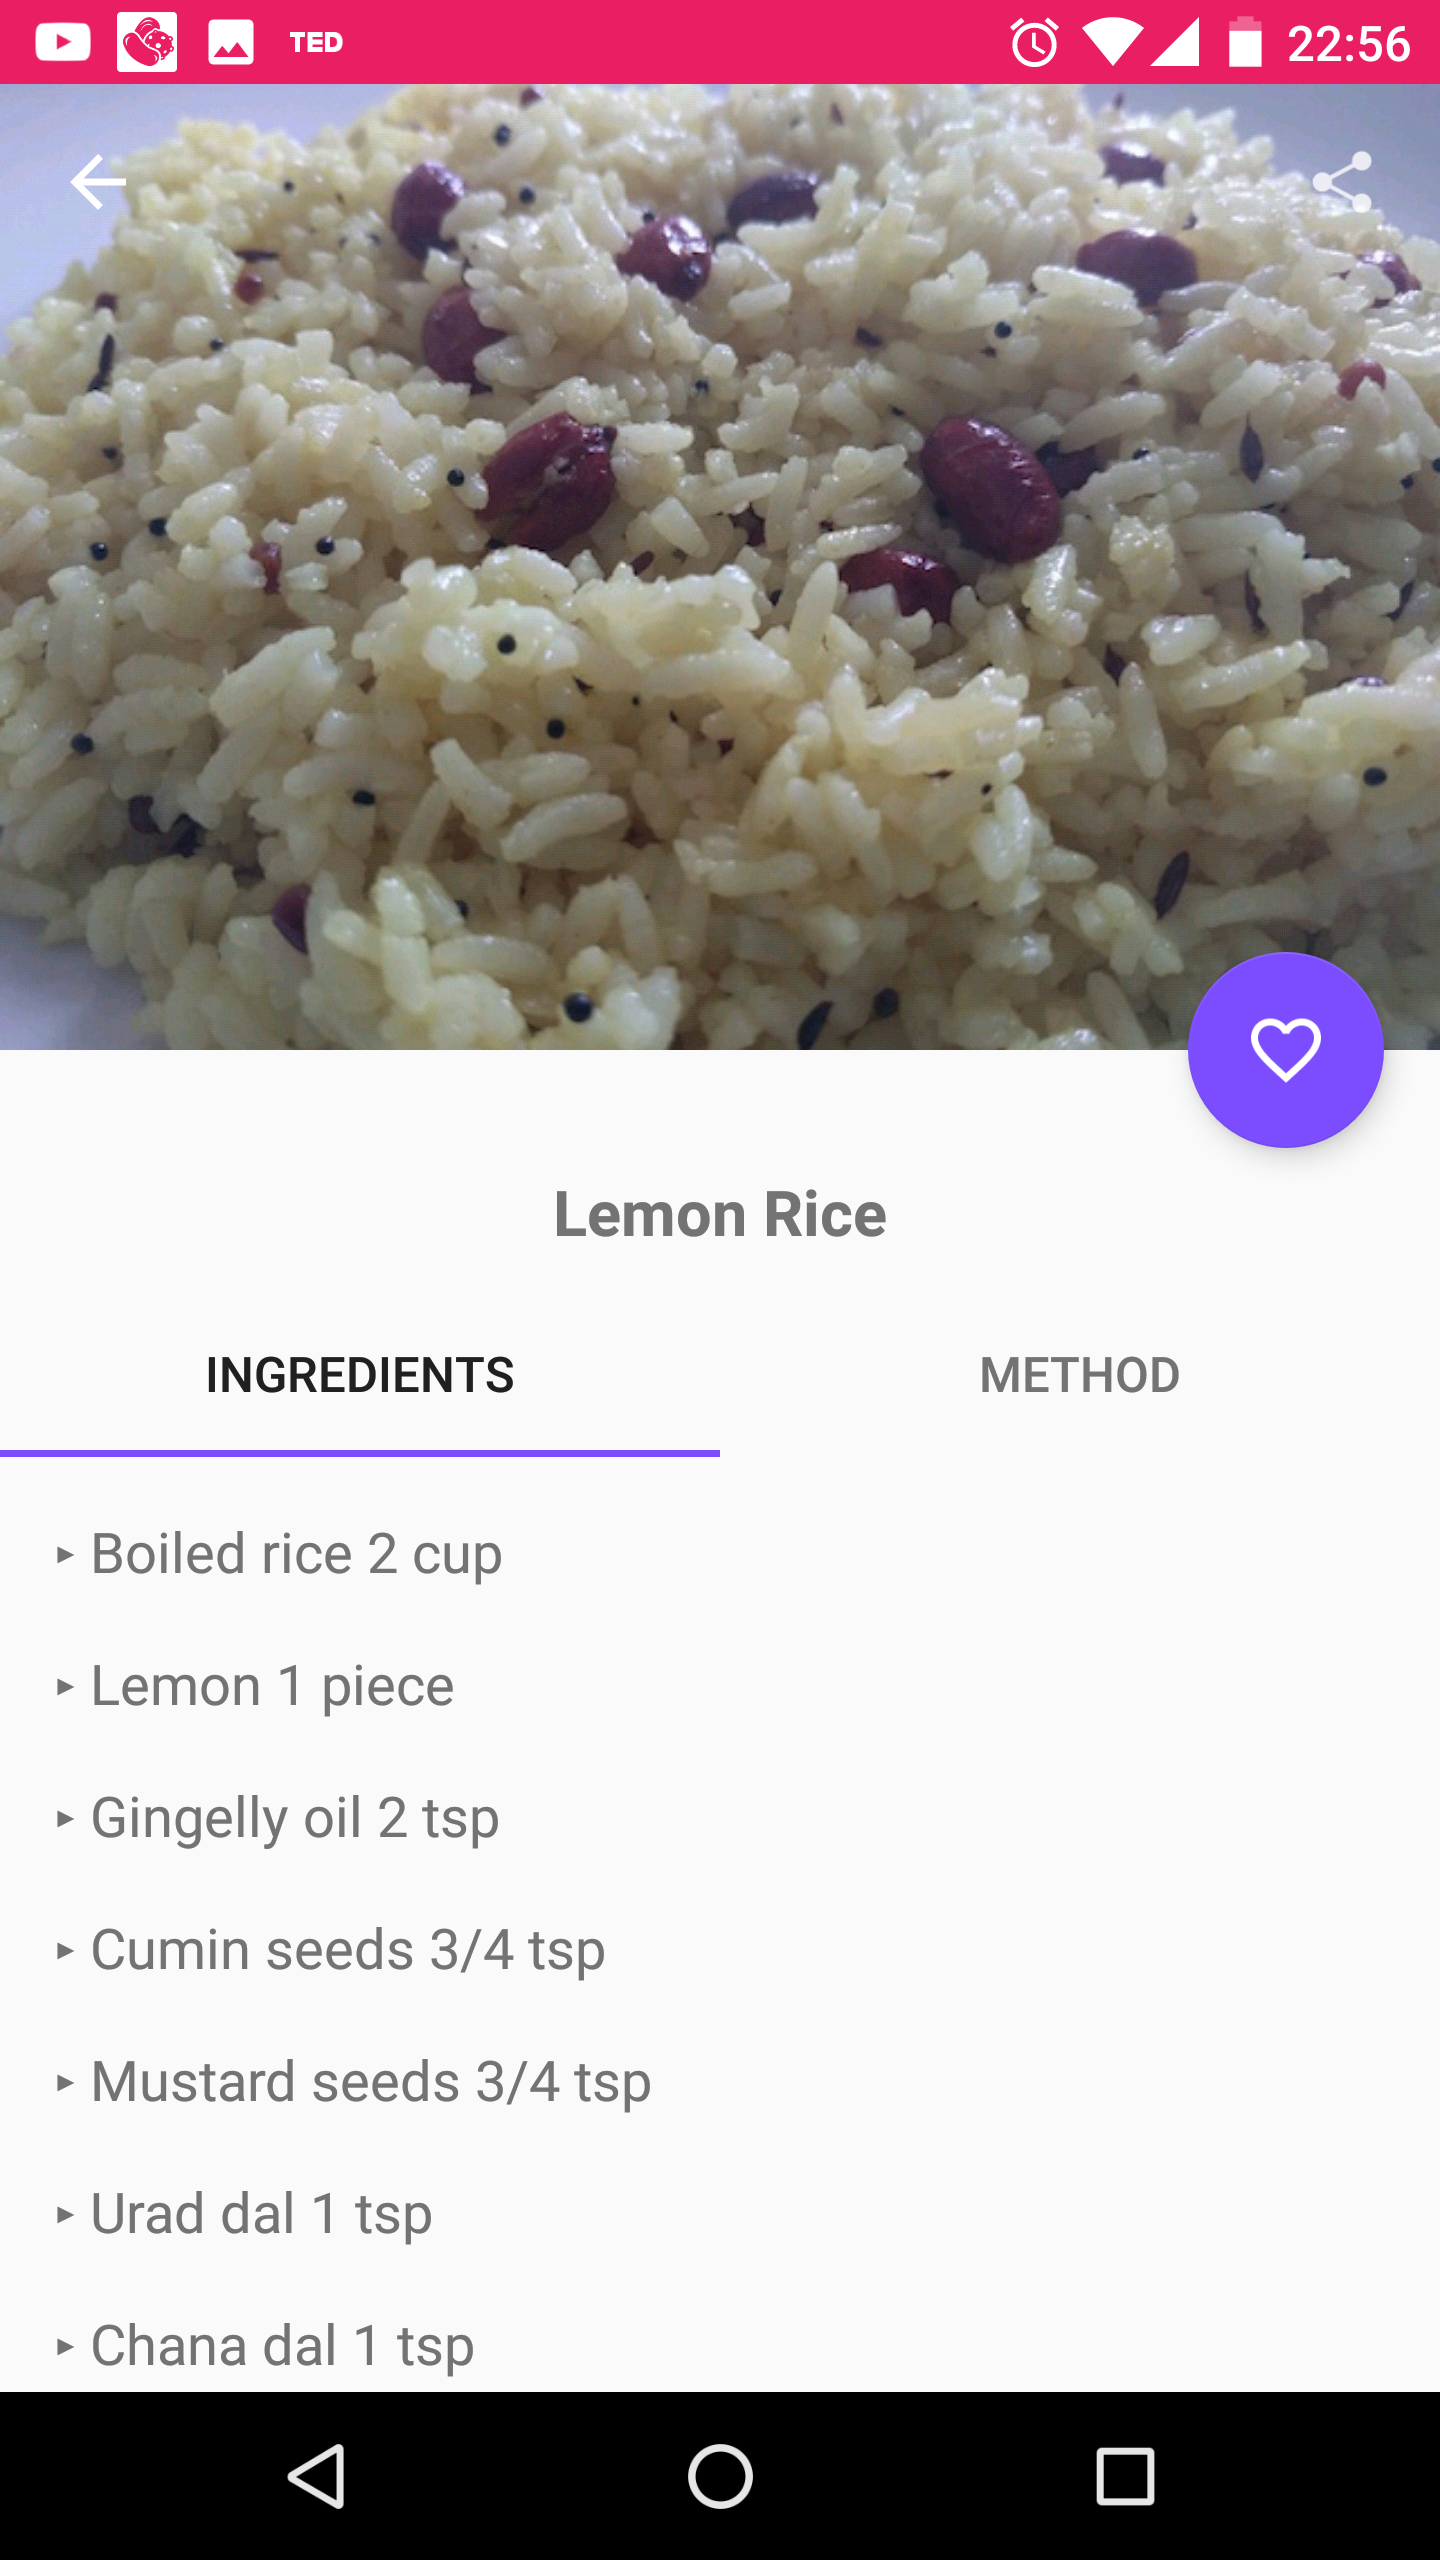 TED
22:56
Lemon Rice
INGREDIENTS
METHOD
▸ Boiled rice 2 cup
▸ Lemon 1 piece
▸ Gingelly oil 2 tsp
▸ Cumin seeds 3/4 tsp
▸ Mustard seeds 3/4 tsp
▸ Urad dal 1 tsp
▸ Chana dal 1 tsp